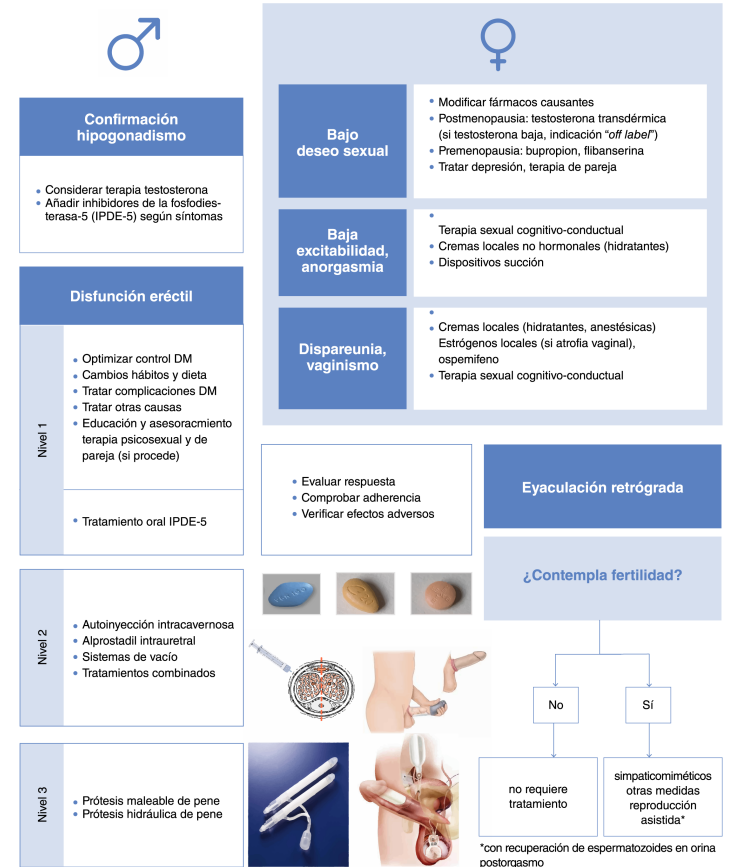 Confirmación
hipogonadismo
Considerar terapia testosterona
Añadir inhibidores de la fosfodies-
terasa-5 (IPDE-5) según síntomas
Disfunción eréctil
Nivel 1
Optimizar control DM
Cambios hábitos y dieta
Tratar complicaciones DM
Tratar otras causas
Educación y asesoracmiento
terapia psicosexual y de
pareja (si procede)
Tratamiento oral IPDE-5
Nivel 2
Autoinyección intracavernosa
Alprostadil intrauretral
Sistemas de vacío
Tratamientos combinados
Nivel 3
Prótesis maleable de pene
Prótesis hidráulica de pene
Bajo
deseo sexual
Modificar fármacos causantes
Postmenopausia: testosterona transdérmica
(si testosterona baja, indicación “off label”)
Premenopausia: bupropion, flibanserina
Tratar depresión, terapia de pareja
Baja
excitabilidad,
anorgasmia
Terapia sexual cognitivo-conductual
Cremas locales no hormonales (hidratantes)
Dispositivos succión
Dispareunia,
vaginismo
Cremas locales (hidratantes, anestésicas)
Estrógenos locales (si atrofia vaginal),
ospemifeno
Terapia sexual cognitivo-conductual
Evaluar respuesta
Comprobar adherencia
Verificar efectos adversos
Eyaculación retrógrada
¿Contempla fertilidad?
No
Sí
no requiere
tratamiento
simpaticomiméticos
otras medidas
reproducción
asistida*
*con recuperación de espermatozoides en orina
postorgasmo